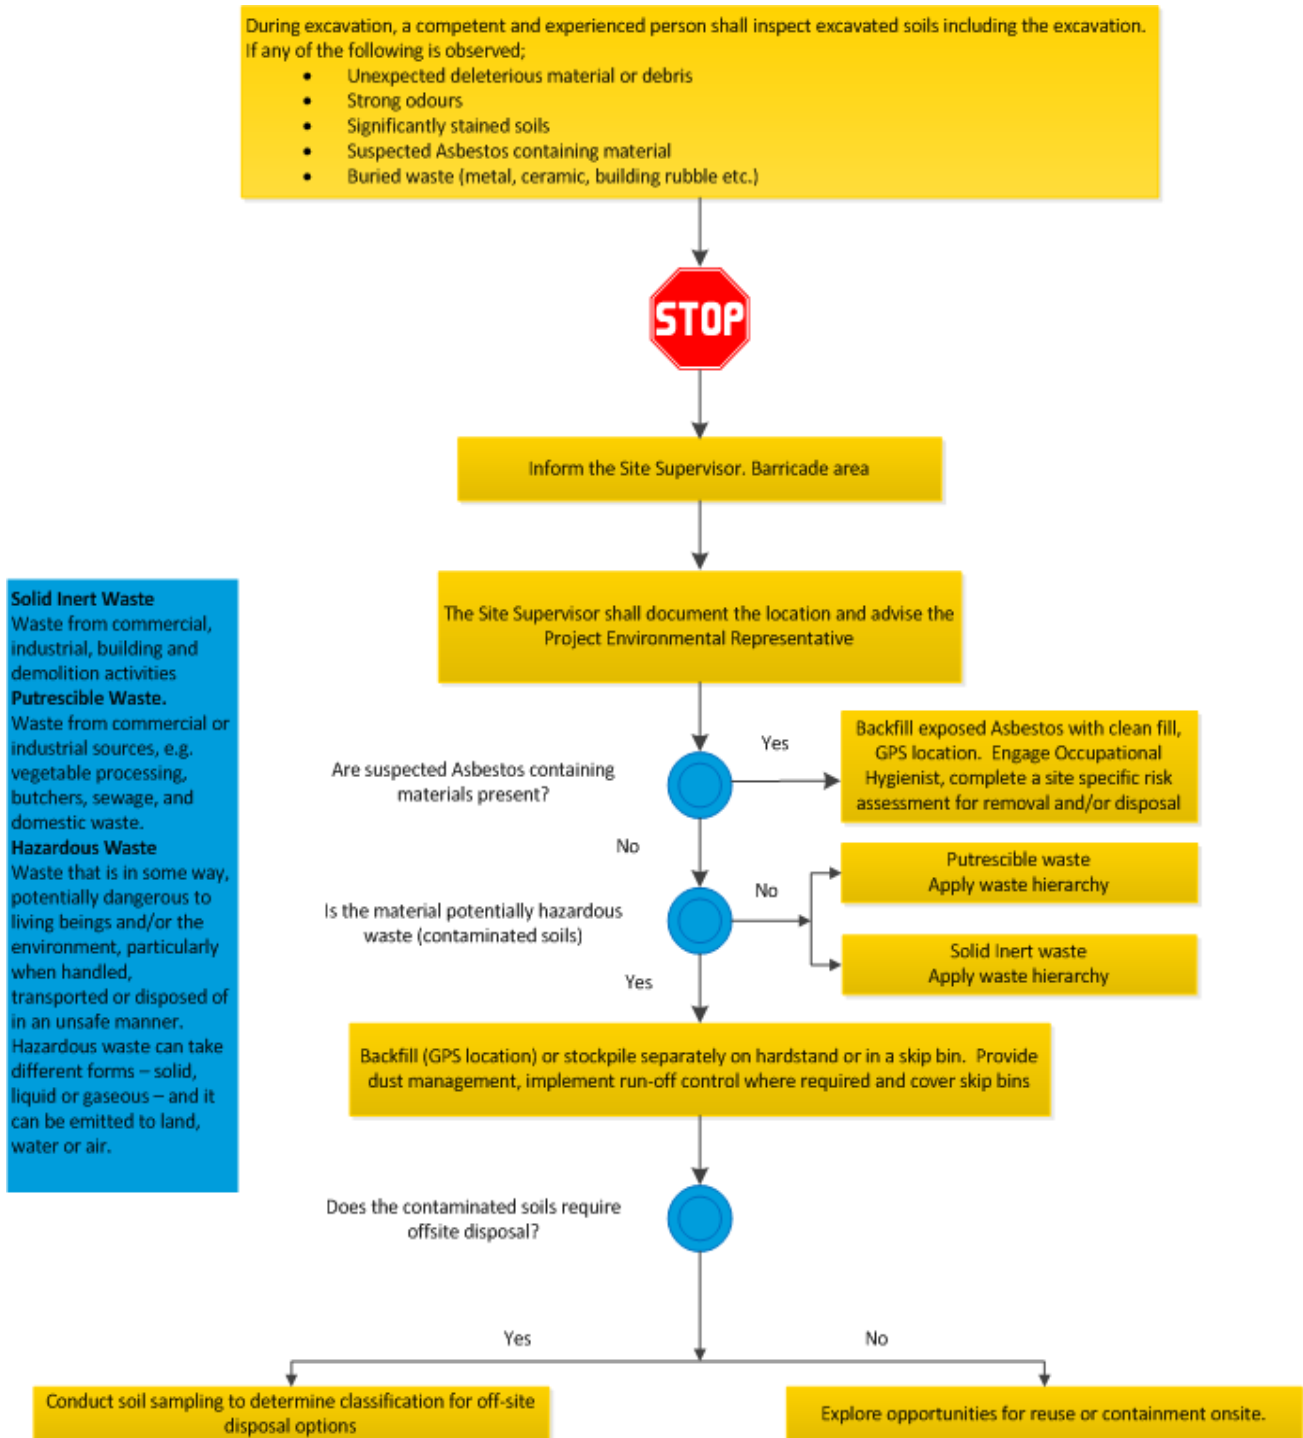 During excavation, a competent and experienced person shall inspect excavated soils including the excavation.
If any of the following is observed;
• Unexpected deleterious material or debris
• Strong odours
• Significantly stained soils
• Suspected Asbestos containing material
• Buried waste (metal, ceramic, building rubble etc.)
STOP
Inform the Site Supervisor. Barricade area
The Site Supervisor shall document the location and advise the
Project Environmental Representative
Solid Inert Waste
Waste from commercial,
industrial, building and
demolition activities
Putrescible Waste.
Waste from commercial or
industrial sources, e.g.
vegetable processing,
butchers, sewage, and
domestic waste.
Hazardous Waste
Waste that is in some way,
potentially dangerous to
living beings and/or the
environment, particularly
when handled,
transported or disposed of
in an unsafe manner.
Hazardous waste can take
different forms – solid,
liquid or gaseous – and it
can be emitted to land,
water or air.
Are suspected Asbestos containing
materials present?
Yes
Backfill exposed Asbestos with clean fill,
GPS location. Engage Occupational
Hygienist, complete a site specific risk
assessment for removal and/or disposal
No
Is the material potentially hazardous
waste (contaminated soils)
No
Putrescible waste
Apply waste hierarchy
Solid Inert waste
Apply waste hierarchy
Yes
Backfill (GPS location) or stockpile separately on hardstand or in a skip bin. Provide
dust management, implement run-off control where required and cover skip bins
Does the contaminated soils require
offsite disposal?
Yes
No
Conduct soil sampling to determine classification for off-site
disposal options
Explore opportunities for reuse or containment onsite.